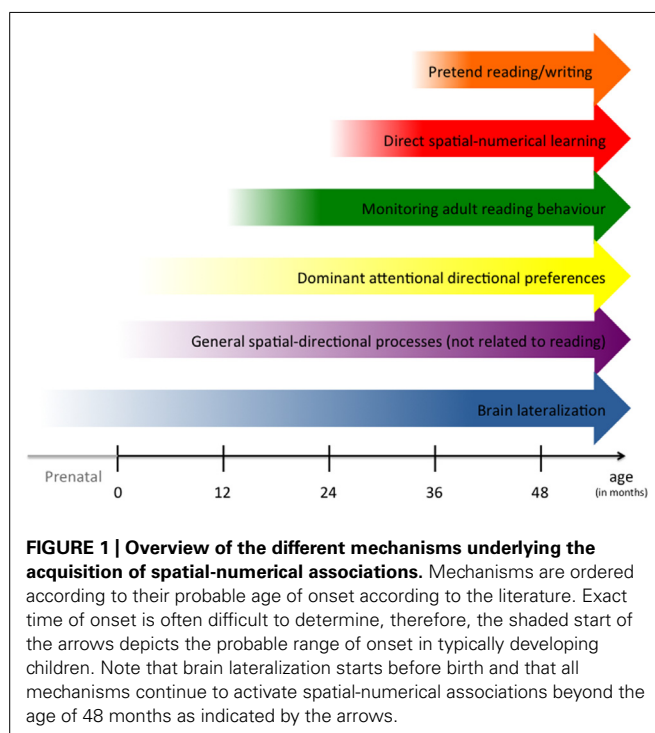 Pretend reading/writing
Direct spatial-numerical learning
Monitoring adult reading behaviour
Dominant attentional directional preferences
General spatial-directional processes (not related to reading)
Brain lateralization
Prenatal
0 12 24 36 48 age
(in months)
FIGURE 1 | Overview of the different mechanisms underlying the
acquisition of spatial-numerical associations. Mechanisms are ordered
according to their probable age of onset according to the literature. Exact
time of onset is often difficult to determine, therefore, the shaded start of
the arrows depicts the probable range of onset in typically developing
children. Note that brain lateralization starts before birth and that all
mechanisms continue to activate spatial-numerical associations beyond the
age of 48 months as indicated by the arrows.